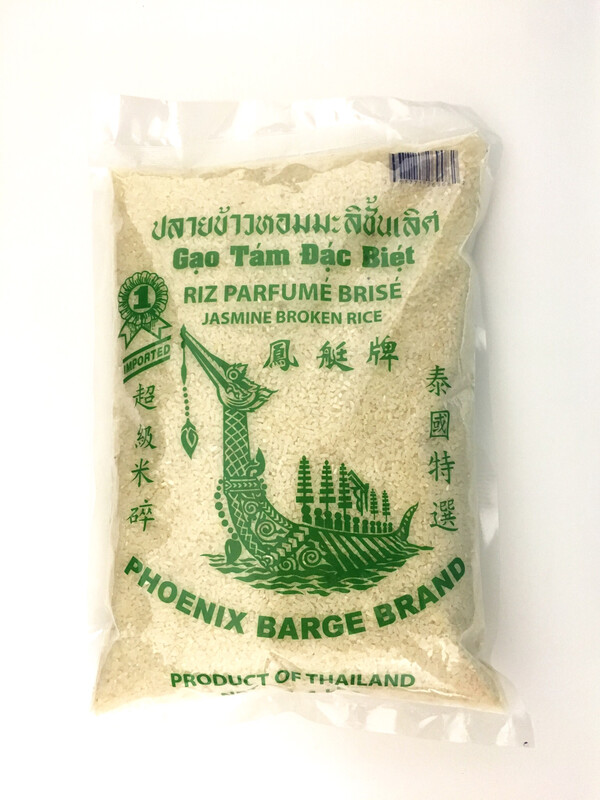 ปลายข้าวหอมมะลิชั้นเลิศ
Gạo Tám Đặc Biệt
RIZ PARFUMÉ BRISÉ
JASMINE BROKEN RICE
1
IMPORTED
鳳艇牌
超級米碎
泰國特選
PHOENIX BARGE BRAND
PRODUCT OF THAILAND